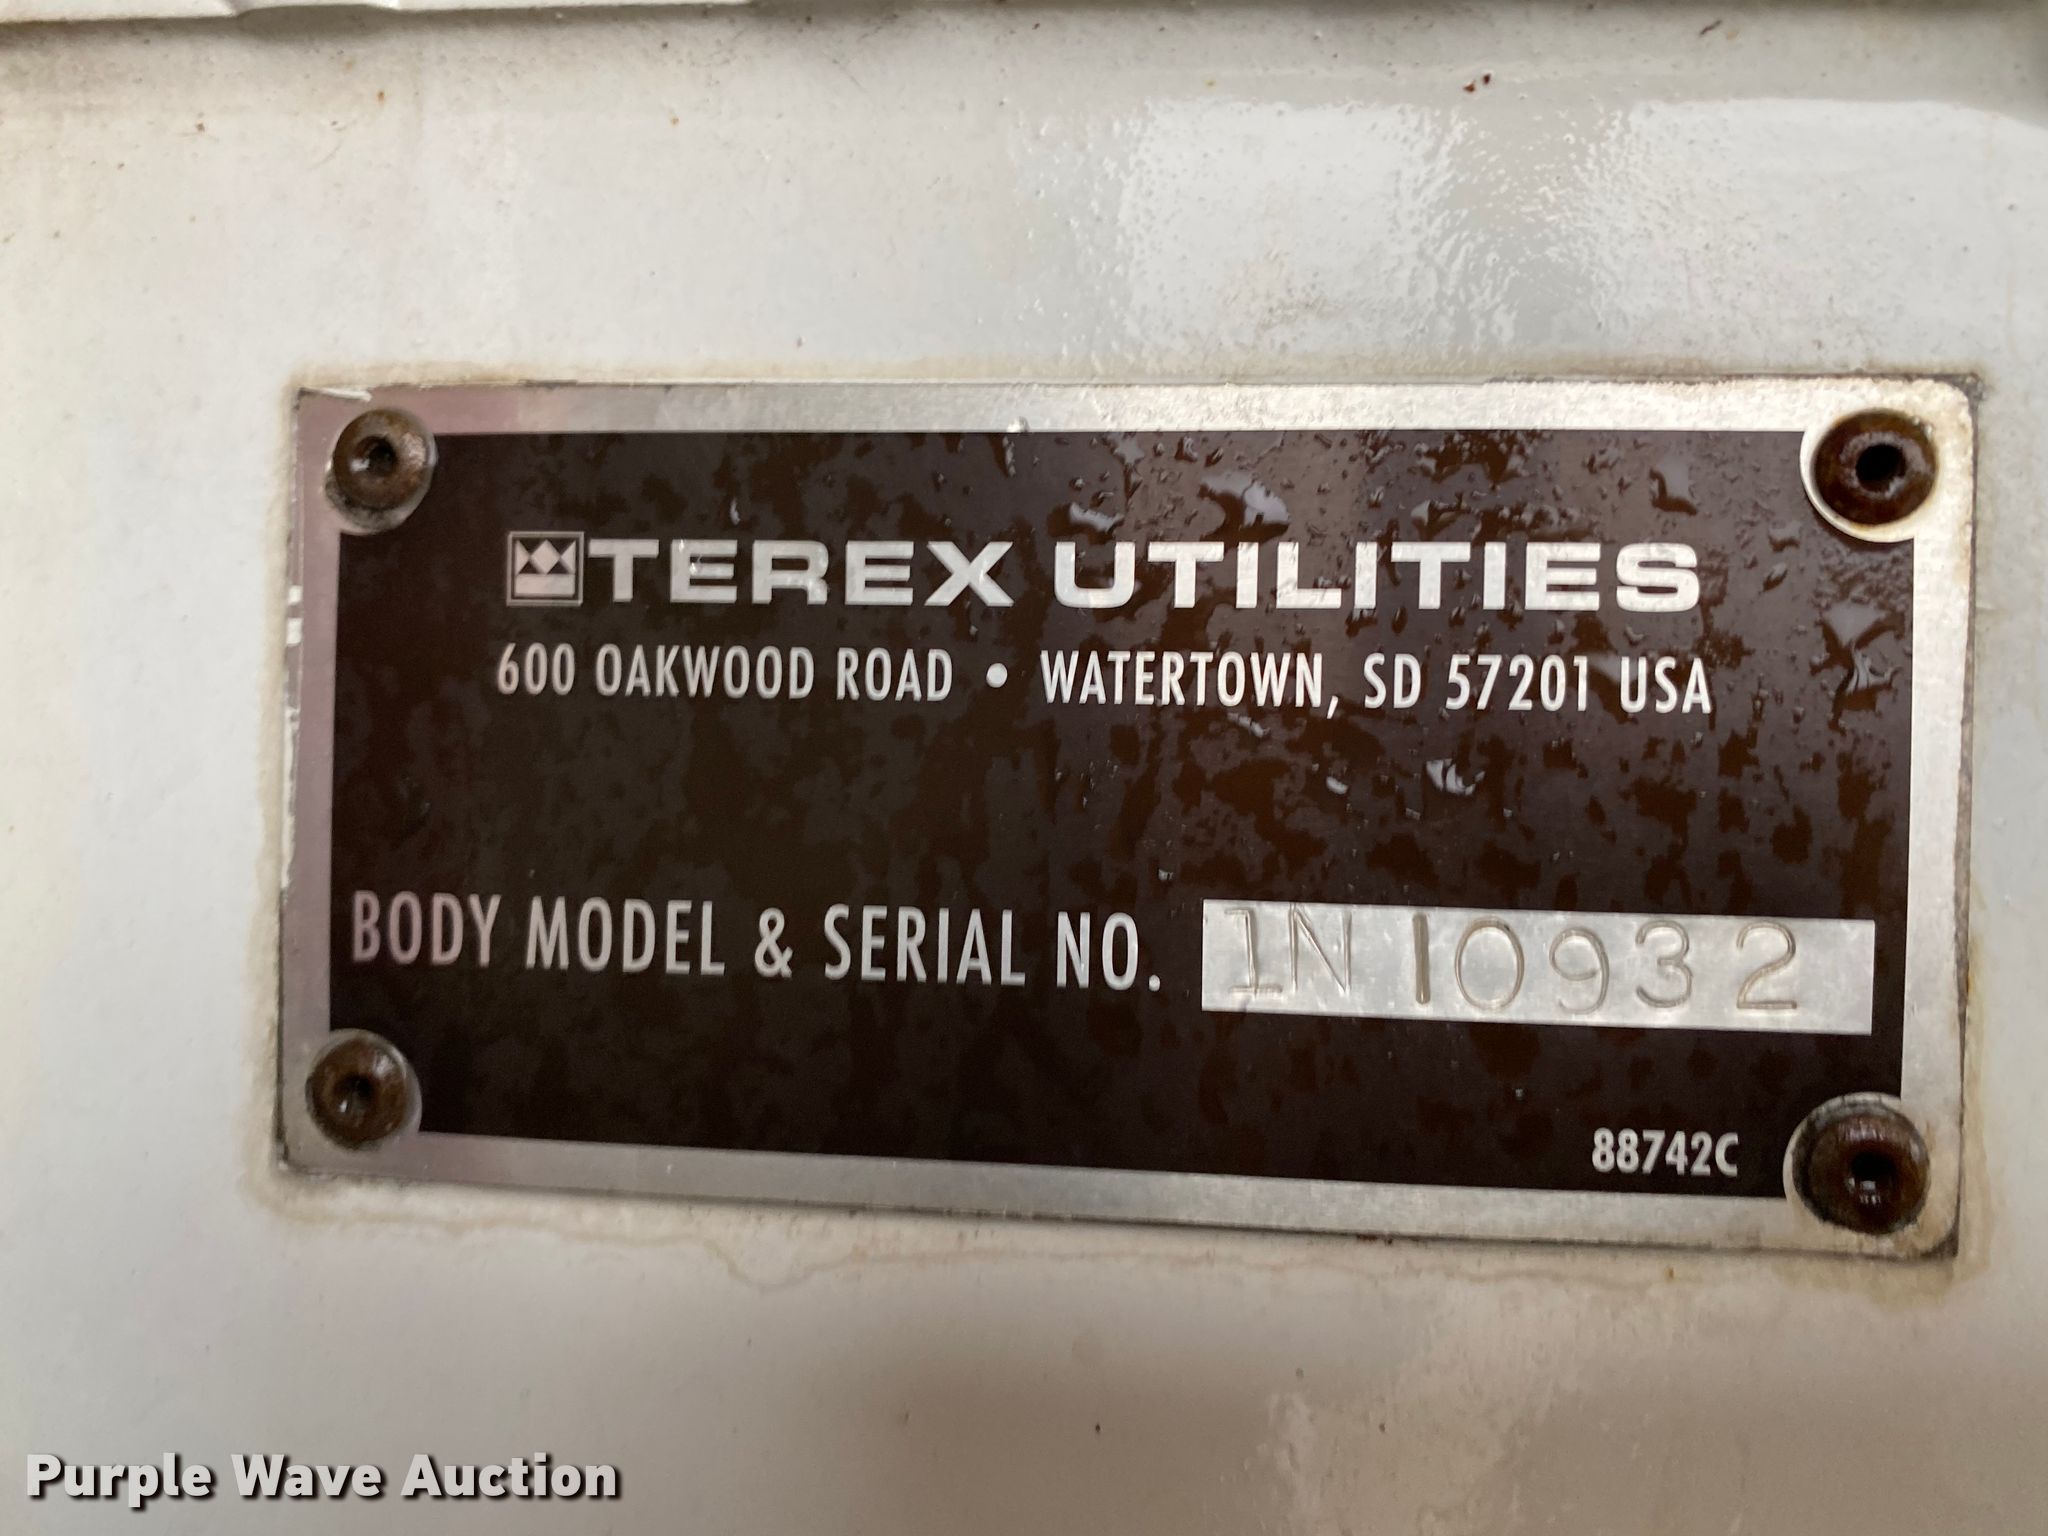 TEREX UTILITIES
600 OAKWOOD ROAD • WATERTOWN, SD 57201 USA
BODY MODEL & SERIAL NO. 1N10932
88742C
Purple Wave Auction